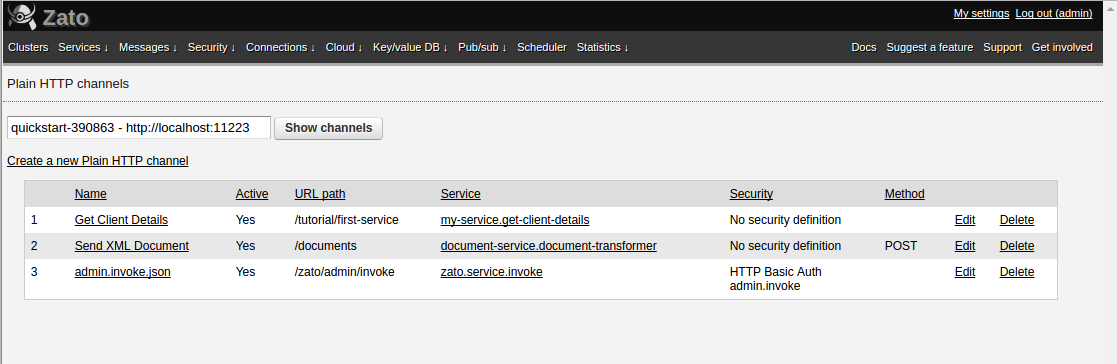 Zato
My settings Log out (admin)
Clusters Services ↓ Messages ↓ Security ↓ Connections ↓ Cloud ↓ Key/value DB ↓ Pub/sub ↓ Scheduler Statistics ↓ Docs Suggest a feature Support Get involved
Plain HTTP channels
quickstart-390863 - http://localhost:11223 Show channels
Create a new Plain HTTP channel
Name Active URL path Service Security Method
1 Get Client Details Yes /tutorial/first-service my-service.get-client-details No security definition Edit Delete
2 Send XML Document Yes /documents document-service.document-transformer No security definition POST Edit Delete
3 admin.invoke.json Yes /zato/admin/invoke zato.service.invoke HTTP Basic Auth Edit Delete
admin.invoke